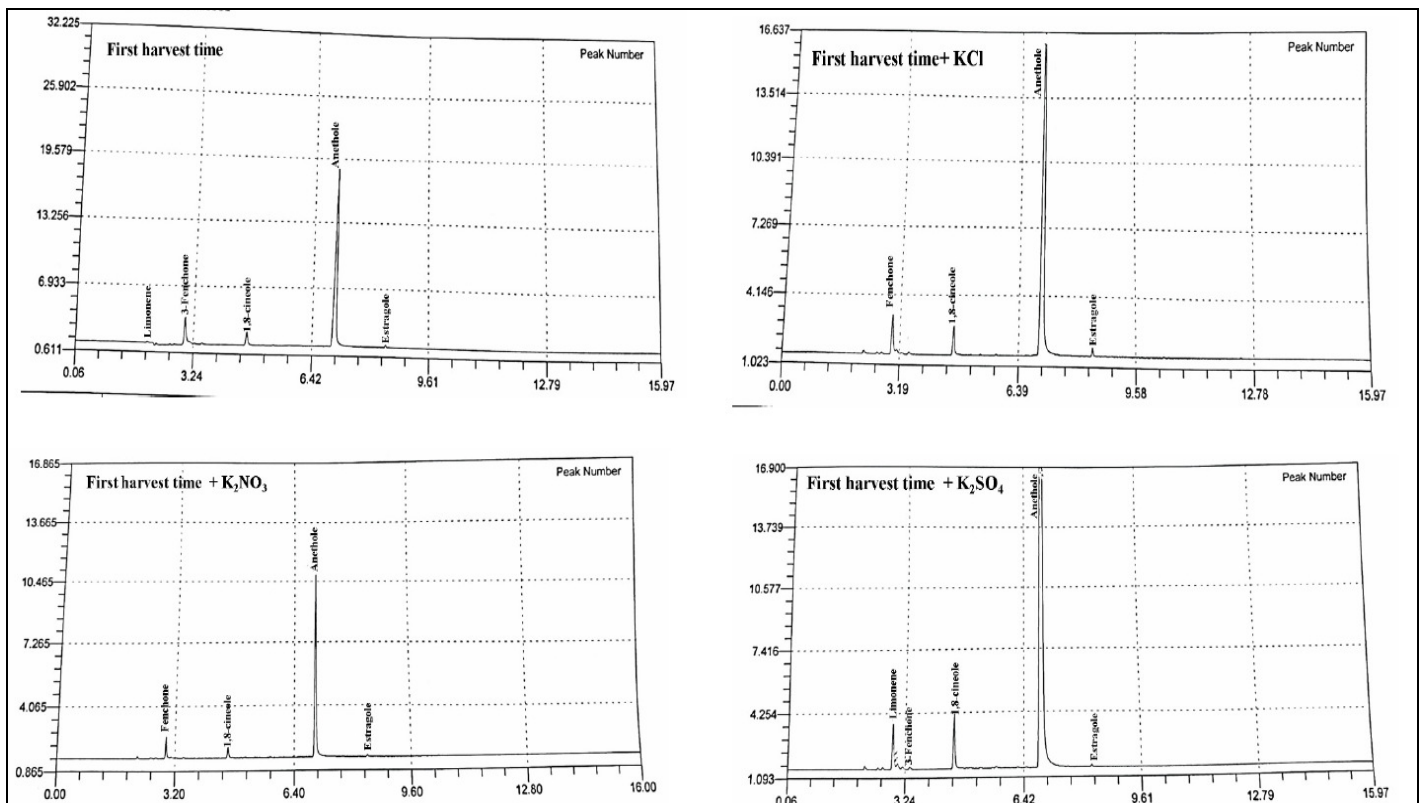 32.225
First harvest time
Peak Number
25.902
19.579
Anethole
13.256
6.933
Limonene
3-Fenchone
1,8-cineole
Estragole
0.611
0.06
3.24
6.42
9.61
12.79
15.97
16.637
First harvest time+ KCl
Peak Number
Anethole
13.514
10.391
7.269
4.146
Fenchone
1,8-cineole
Estragole
1.023
0.00
3.19
6.39
9.58
12.78
15.97
16.865
First harvest time + K₂NO₃
Peak Number
13.665
Anethole
10.465
7.265
4.065
Fenchone
1,8-cineole
Estragole
0.865
0.00
3.20
6.40
9.60
12.80
16.00
16.900
First harvest time + K₂SO₄
Peak Number
Anethole
13.739
10.577
7.416
4.254
Limonene
3-Fenchone
1,8-cineole
Estragole
1.093
0.06
3.24
6.42
9.61
12.79
15.97